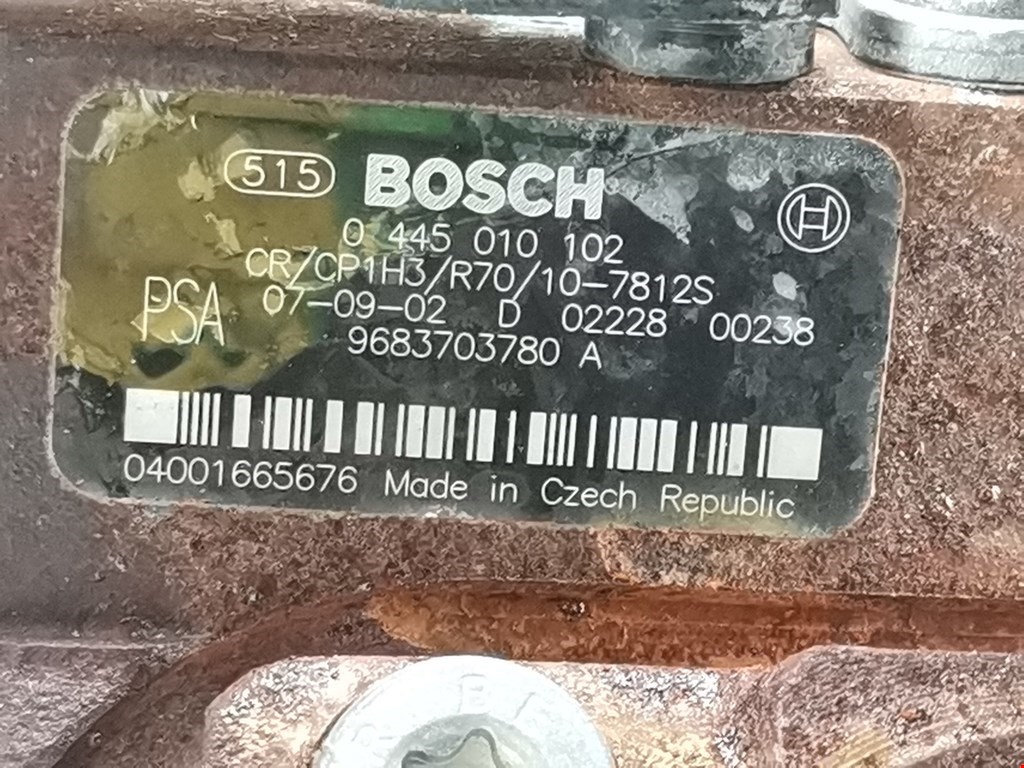 515 BOSCH
0 445 010 102
CR/CP1H3/R70/10-7812S
PSA 07-09-02 D 02228 00238
9683703780 A
04001665676 Made in Czech Republic